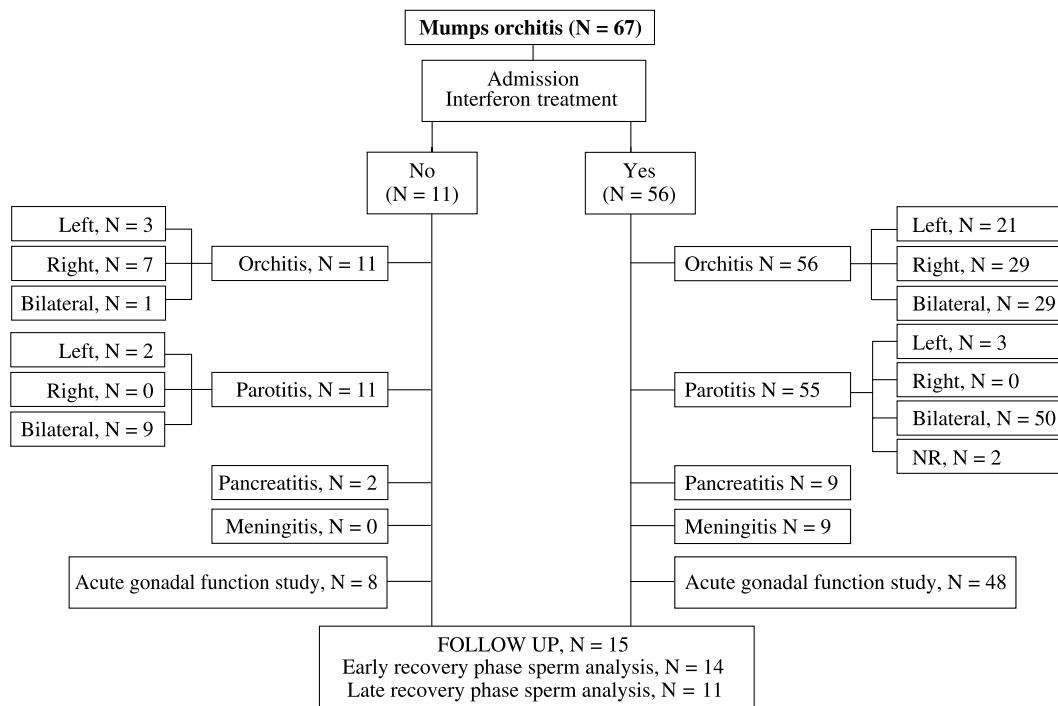 Mumps orchitis (N = 67)
Admission
Interferon treatment
No
(N = 11)
Yes
(N = 56)
Left, N = 3
Right, N = 7
Bilateral, N = 1
Orchitis, N = 11
Left, N = 2
Right, N = 0
Bilateral, N = 9
Parotitis, N = 11
Pancreatitis, N = 2
Meningitis, N = 0
Acute gonadal function study, N = 8
Orchitis N = 56
Left, N = 21
Right, N = 29
Bilateral, N = 29
Parotitis N = 55
Left, N = 3
Right, N = 0
Bilateral, N = 50
NR, N = 2
Pancreatitis N = 9
Meningitis N = 9
Acute gonadal function study, N = 48
FOLLOW UP, N = 15
Early recovery phase sperm analysis, N = 14
Late recovery phase sperm analysis, N = 11